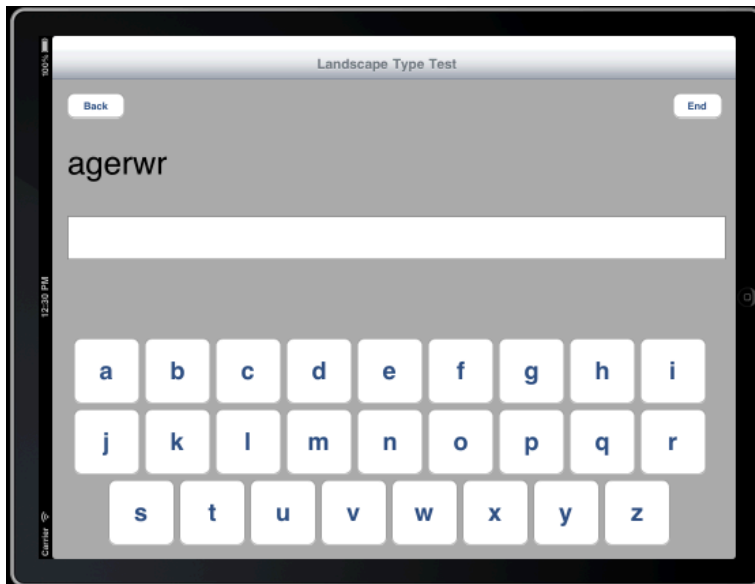 100%
12:30 PM
Carrier
Landscape Type Test
Back End
agerwr
a b c d e f g h i
j k l m n o p q r
s t u v w x y z